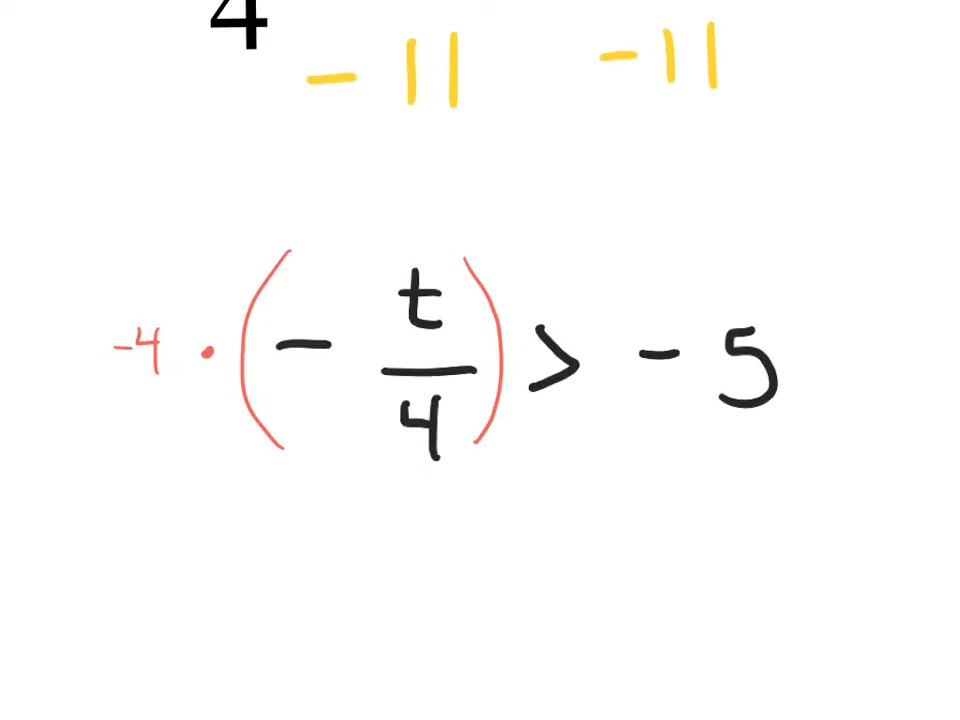 4
- 11 - 11
-4 • (- t/4) > - 5